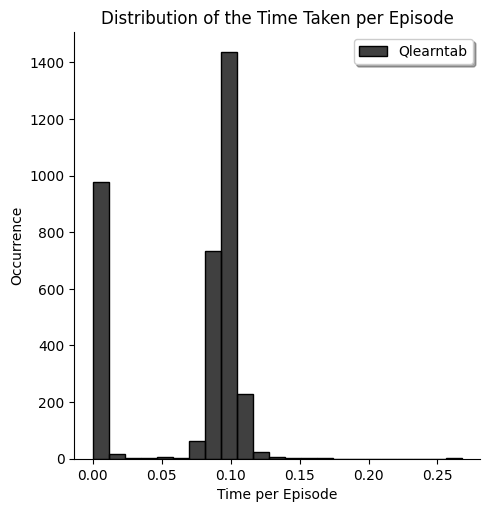 Distribution of the Time Taken per Episode
Qlearntab
1400
1200
1000
800
600
400
200
0
Occurrence
0.00 0.05 0.10 0.15 0.20 0.25
Time per Episode